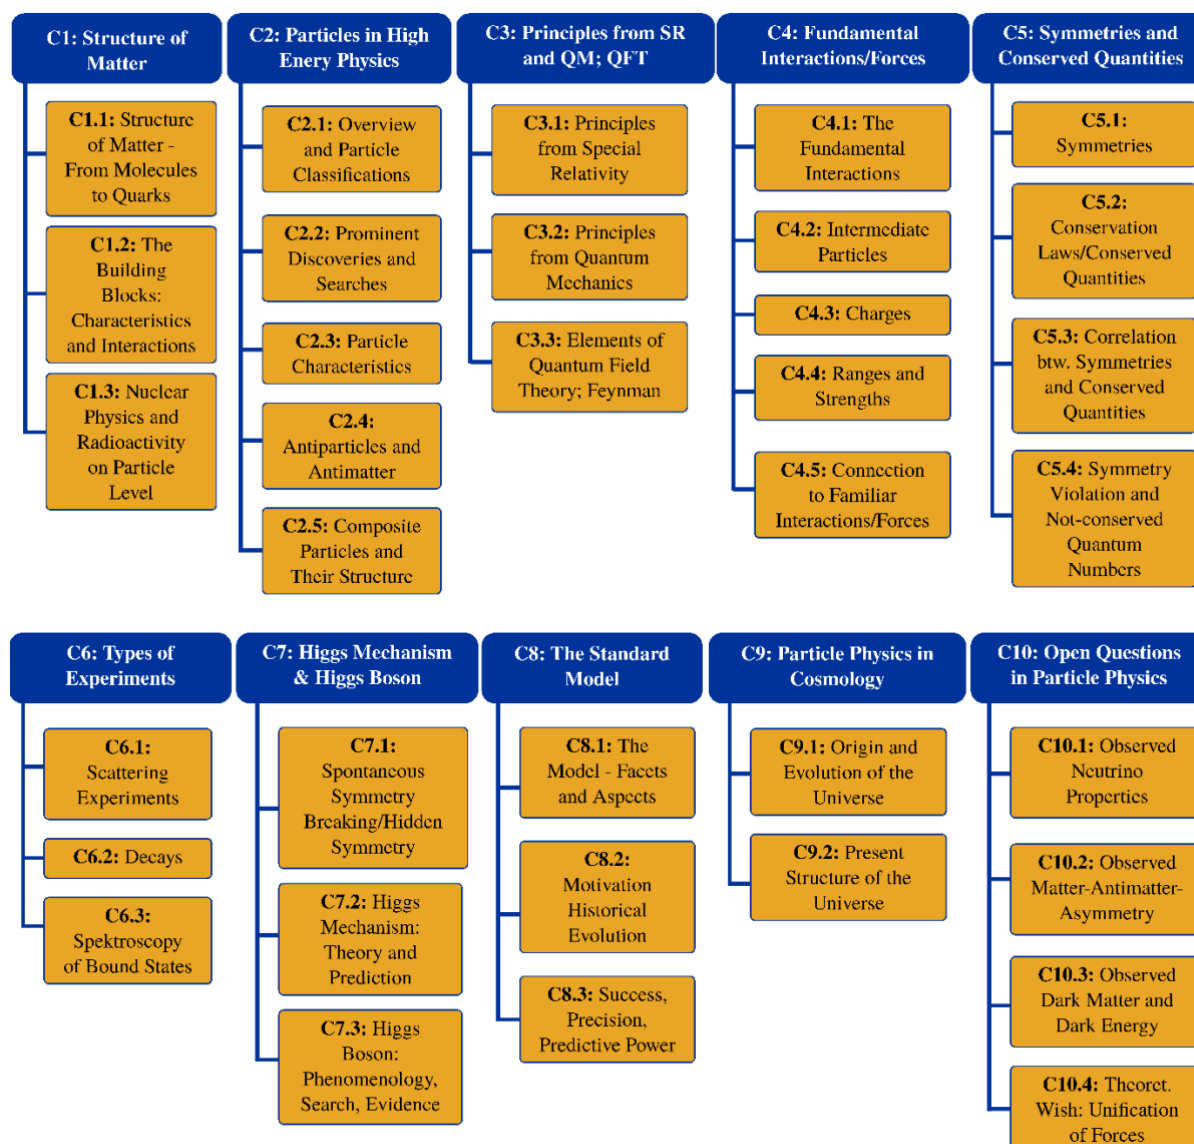 C1: Structure of
Matter
C1.1: Structure
of Matter -
From Molecules
to Quarks
C1.2: The
Building
Blocks:
Characteristics
and Interactions
C1.3: Nuclear
Physics and
Radioactivity
on Particle
Level
C2: Particles in High
Enery Physics
C2.1: Overview
and Particle
Classifications
C2.2: Prominent
Discoveries and
Searches
C2.3: Particle
Characteristics
C2.4:
Antiparticles and
Antimatter
C2.5: Composite
Particles and
Their Structure
C3: Principles from SR
and QM; QFT
C3.1: Principles
from Special
Relativity
C3.2: Principles
from Quantum
Mechanics
C3.3: Elements of
Quantum Field
Theory; Feynman
C4: Fundamental
Interactions/Forces
C4.1: The
Fundamental
Interactions
C4.2: Intermediate
Particles
C4.3: Charges
C4.4: Ranges and
Strengths
C4.5: Connection
to Familiar
Interactions/Forces
C5: Symmetries and
Conserved Quantities
C5.1:
Symmetries
C5.2:
Conservation
Laws/Conserved
Quantities
C5.3: Correlation
btw. Symmetries
and Conserved
Quantities
C5.4: Symmetry
Violation and
Not-conserved
Quantum
Numbers
C6: Types of
Experiments
C6.1:
Scattering
Experiments
C6.2: Decays
C6.3:
Spektroscopy
of Bound States
C7: Higgs Mechanism
& Higgs Boson
C7.1:
Spontaneous
Symmetry
Breaking/Hidden
Symmetry
C7.2: Higgs
Mechanism:
Theory and
Prediction
C7.3: Higgs
Boson:
Phenomenology,
Search, Evidence
C8: The Standard
Model
C8.1: The
Model - Facets
and Aspects
C8.2:
Motivation
Historical
Evolution
C8.3: Success,
Precision,
Predictive Power
C9: Particle Physics in
Cosmology
C9.1: Origin and
Evolution of the
Universe
C9.2: Present
Structure of the
Universe
C10: Open Questions
in Particle Physics
C10.1: Observed
Neutrino
Properties
C10.2: Observed
Matter-Antimatter-
Asymmetry
C10.3: Observed
Dark Matter and
Dark Energy
C10.4: Theoret.
Wish: Unification
of Forces